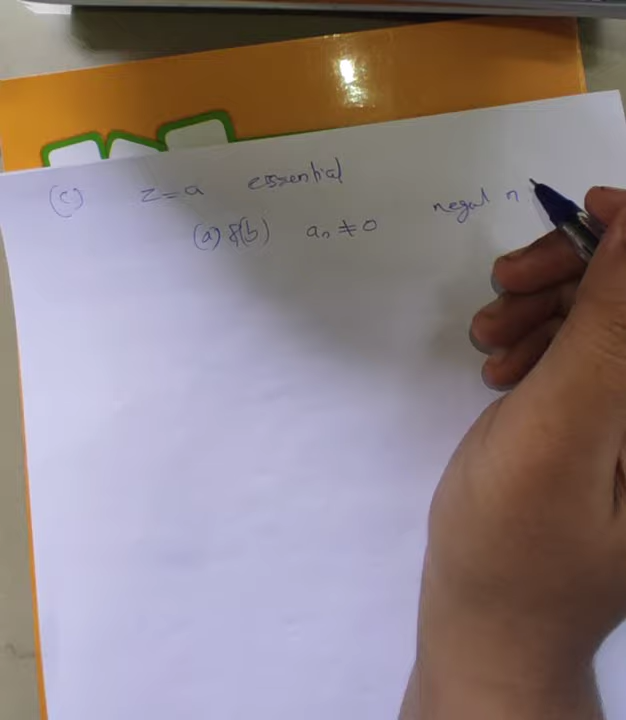 (c) z = a essential
(a) & (b) aₙ ≠ 0 negal n